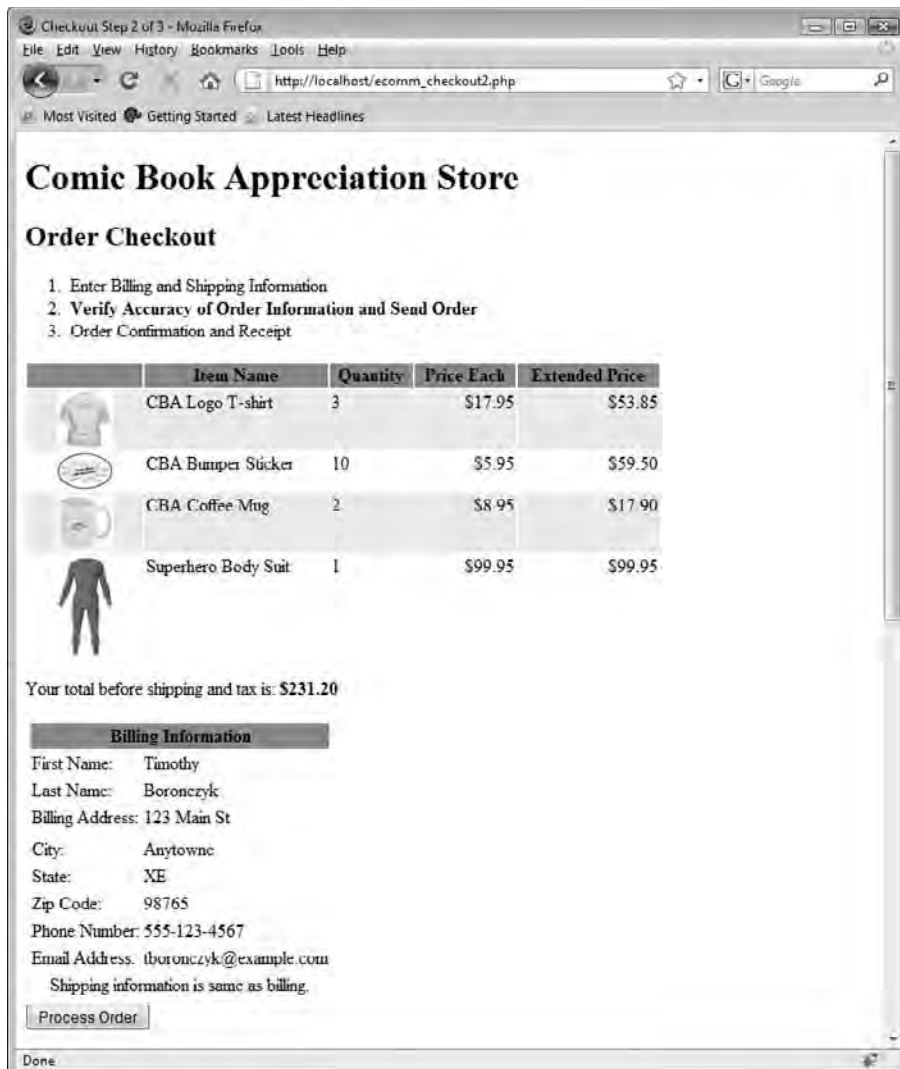 Checkout Step 2 of 3 - Mozilla Firefox
File Edit View History Bookmarks Tools Help
http://localhost/ecomm_checkout2.php
G Google
Most Visited Getting Started Latest Headlines
Comic Book Appreciation Store
Order Checkout
1. Enter Billing and Shipping Information
2. Verify Accuracy of Order Information and Send Order
3. Order Confirmation and Receipt
Item Name Quantity Price Each Extended Price
CBA Logo T-shirt 3 $17.95 $53.85
CBA Bumper Sticker 10 $5.95 $59.50
CBA Coffee Mug 2 $8.95 $17.90
Superhero Body Suit 1 $99.95 $99.95
Your total before shipping and tax is: $231.20
Billing Information
First Name: Timothy
Last Name: Boronczyk
Billing Address: 123 Main St
City: Anytowne
State: XE
Zip Code: 98765
Phone Number: 555-123-4567
Email Address: tboronczyk@example.com
Shipping information is same as billing.
Process Order
Done